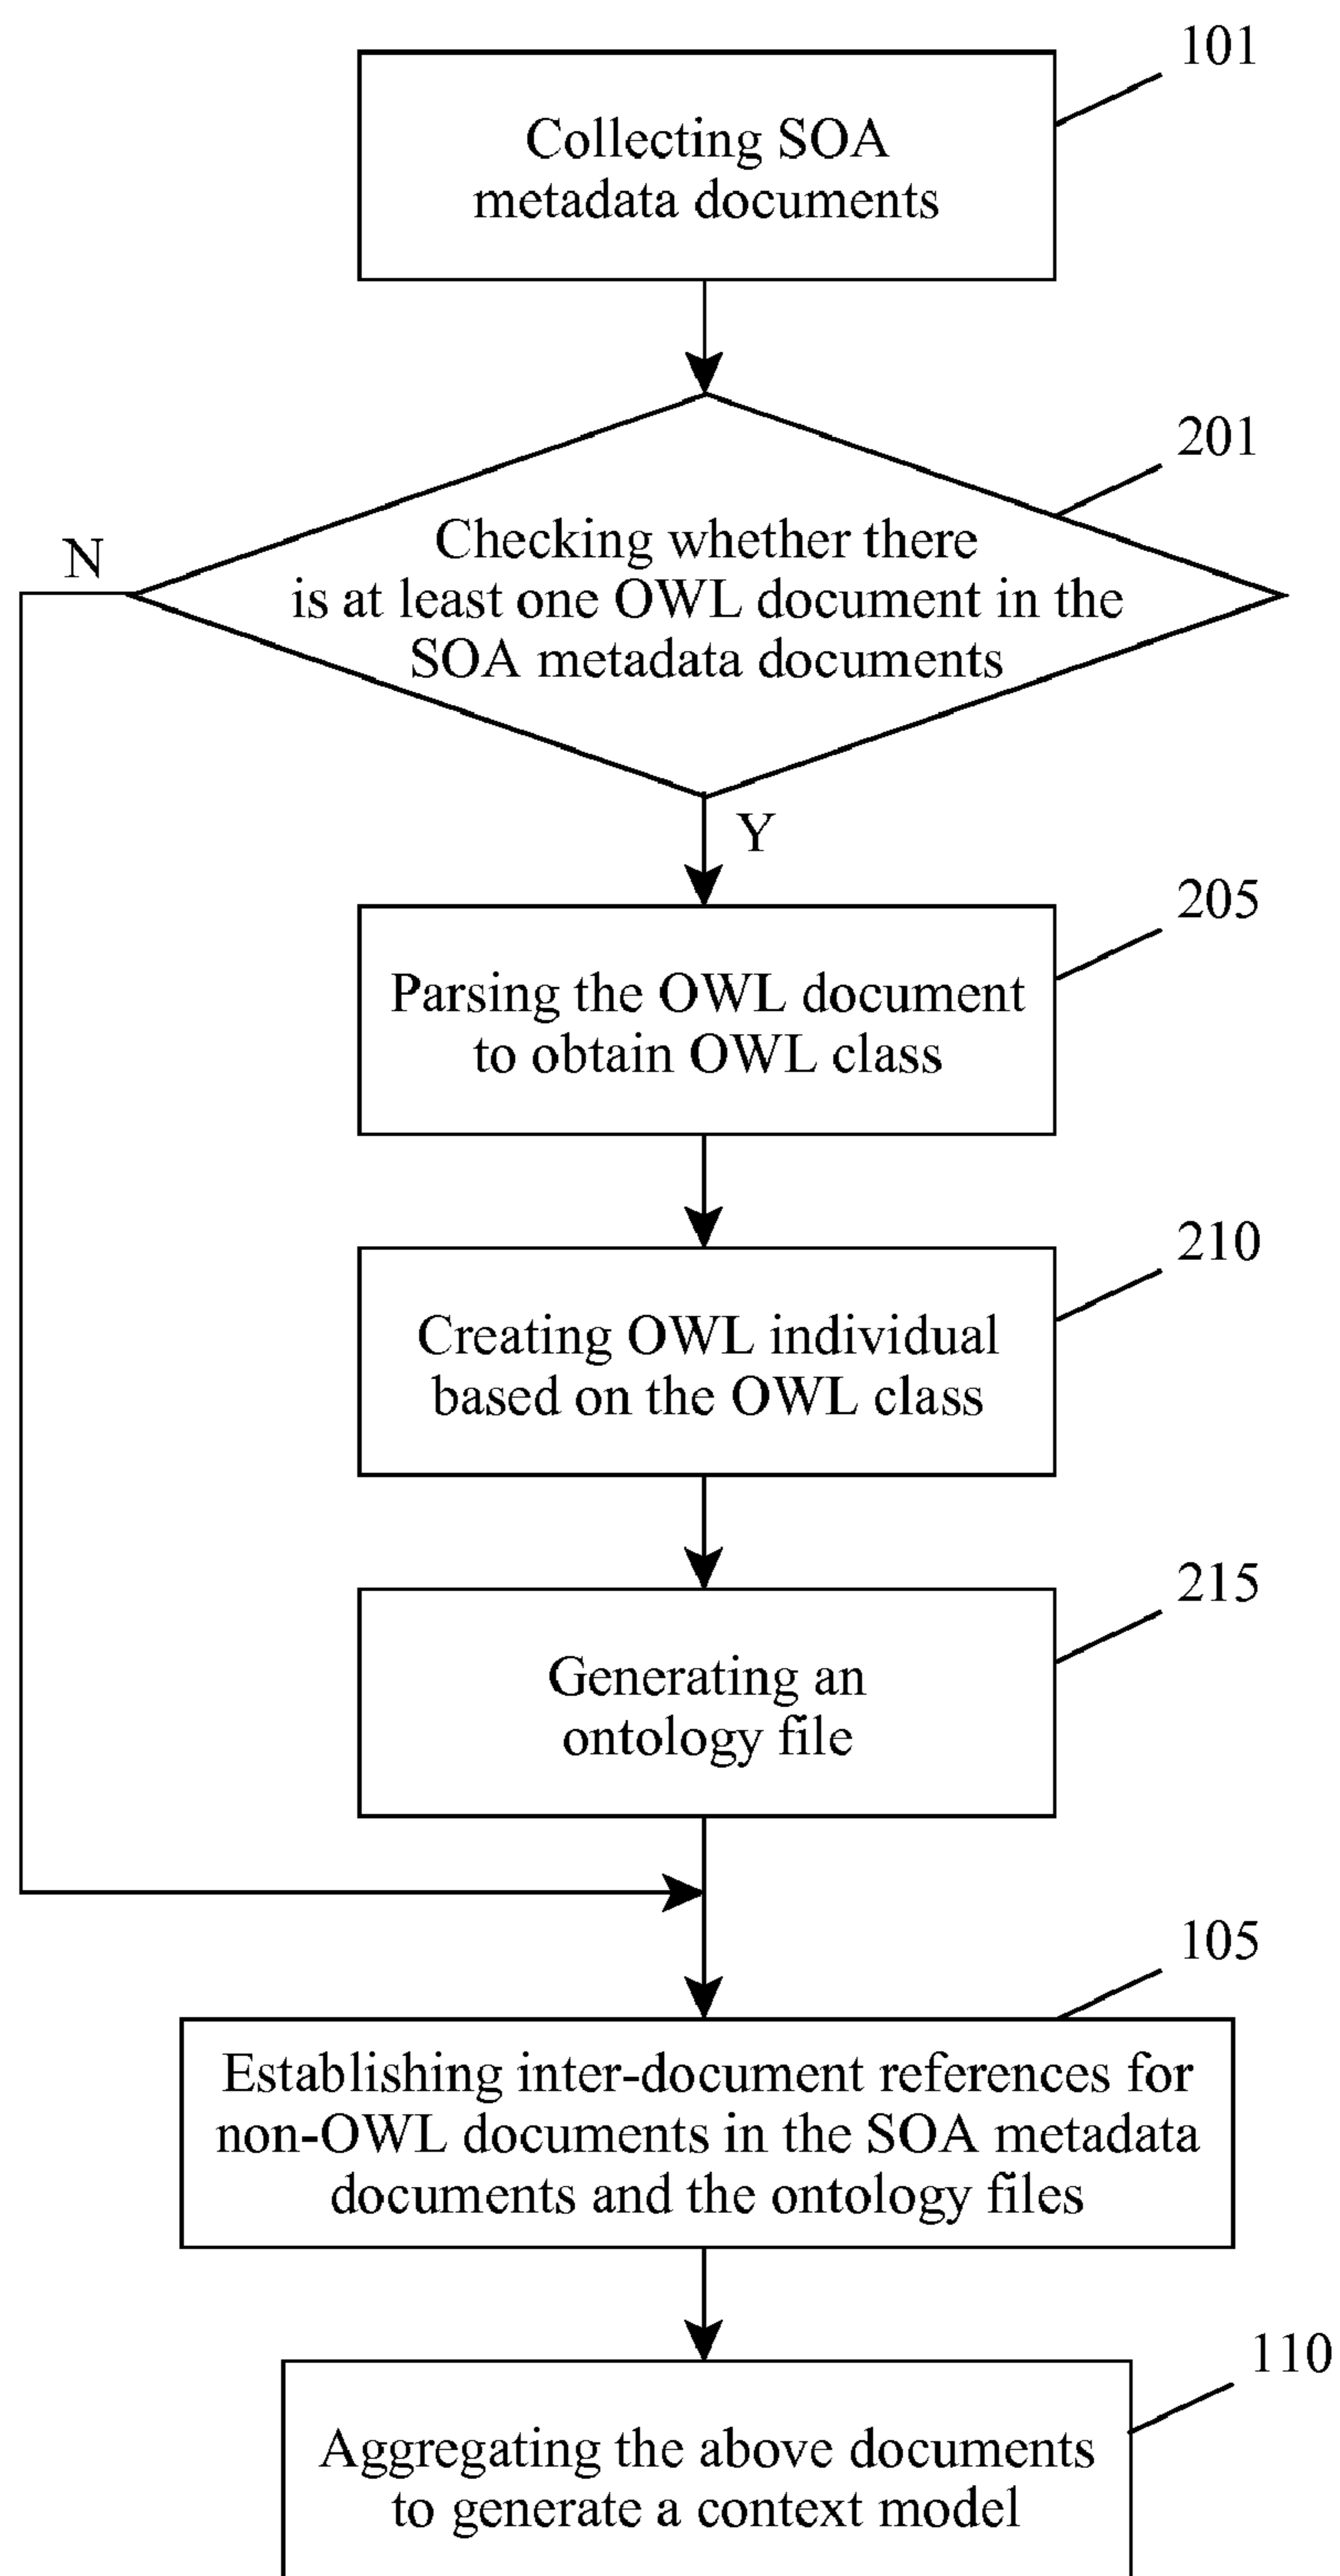 101
Collecting SOA
metadata documents
201
N
Checking whether there
is at least one OWL document in the
SOA metadata documents
Y
205
Parsing the OWL document
to obtain OWL class
210
Creating OWL individual
based on the OWL class
215
Generating an
ontology file
105
Establishing inter-document references for
non-OWL documents in the SOA metadata
documents and the ontology files
110
Aggregating the above documents
to generate a context model